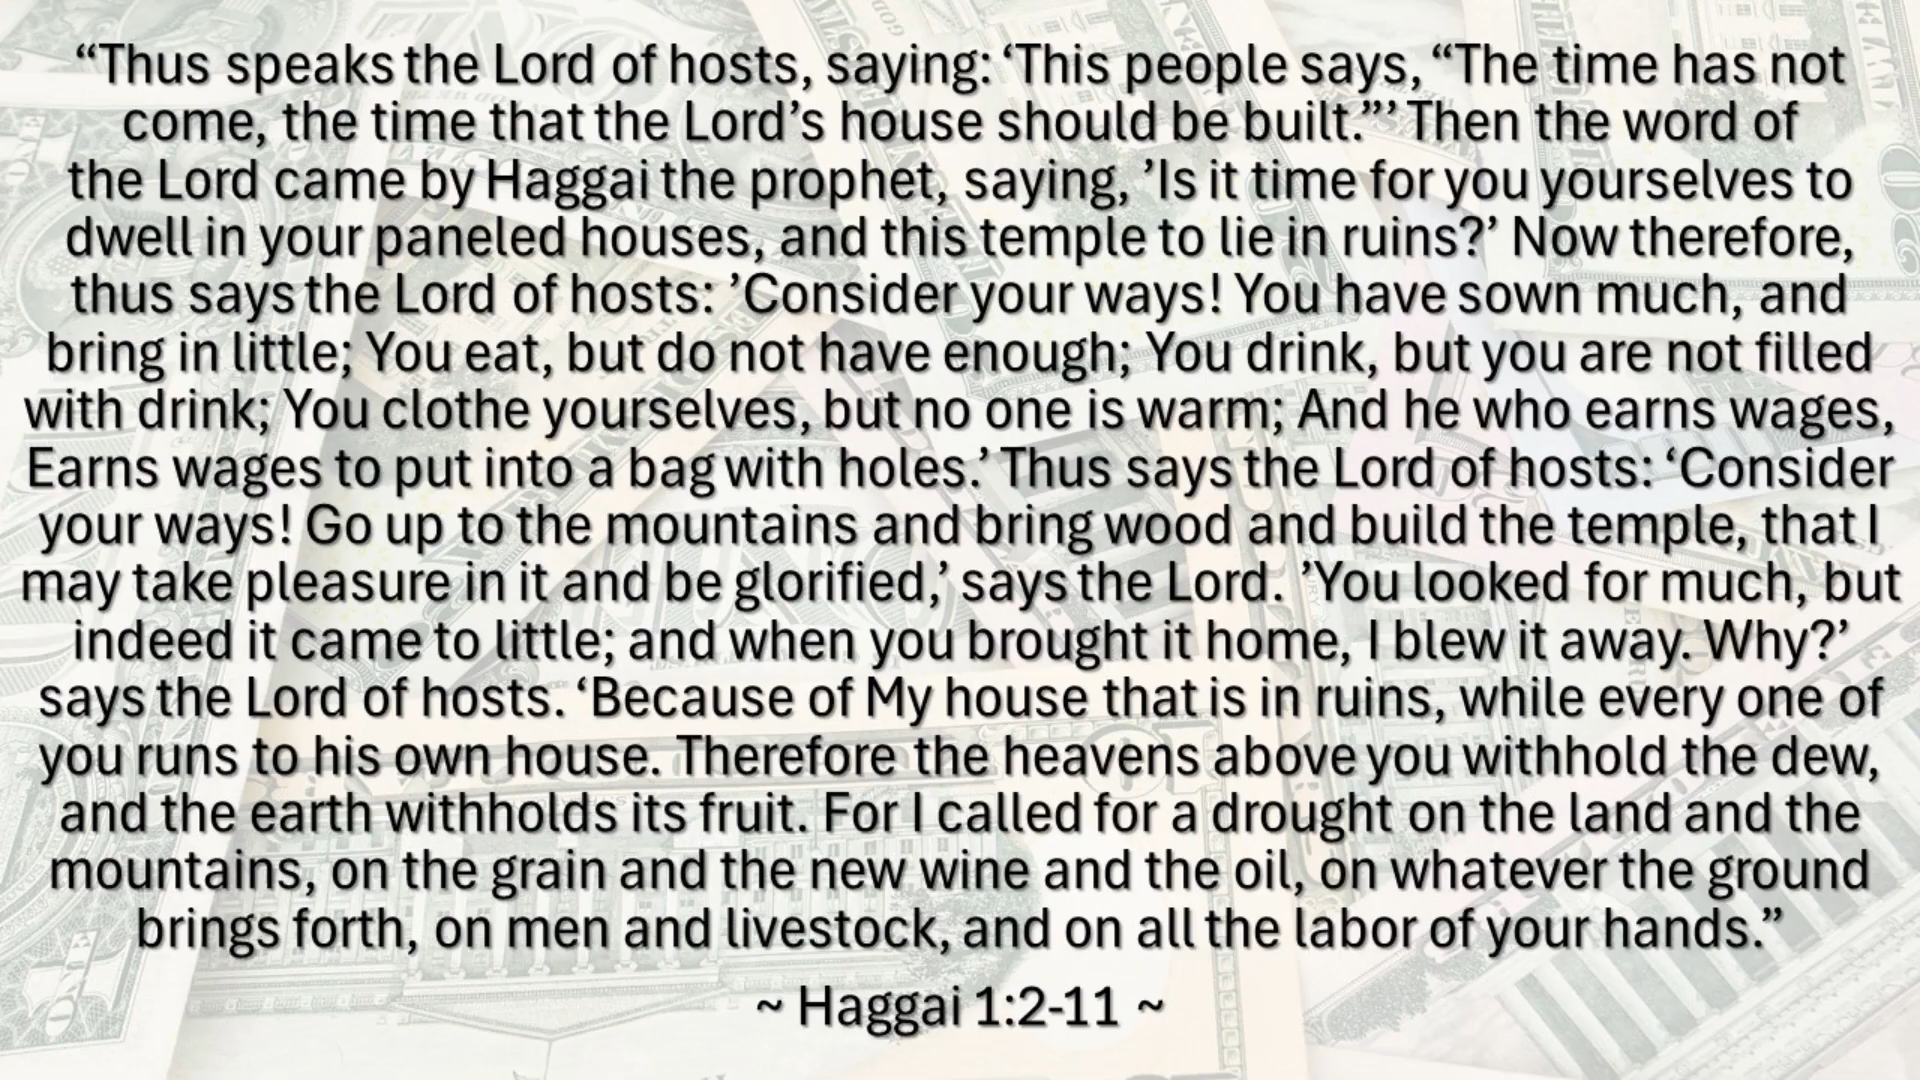 “Thus speaks the Lord of hosts, saying: ‘This people says, “The time has not
come, the time that the Lord’s house should be built.”’ Then the word of
the Lord came by Haggai the prophet, saying, ’Is it time for you yourselves to
dwell in your paneled houses, and this temple to lie in ruins?’ Now therefore,
thus says the Lord of hosts: ’Consider your ways! You have sown much, and
bring in little; You eat, but do not have enough; You drink, but you are not filled
with drink; You clothe yourselves, but no one is warm; And he who earns wages,
Earns wages to put into a bag with holes.’ Thus says the Lord of hosts: ‘Consider
your ways! Go up to the mountains and bring wood and build the temple, that I
may take pleasure in it and be glorified,’ says the Lord. ’You looked for much, but
indeed it came to little; and when you brought it home, I blew it away. Why?’
says the Lord of hosts. ‘Because of My house that is in ruins, while every one of
you runs to his own house. Therefore the heavens above you withhold the dew,
and the earth withholds its fruit. For I called for a drought on the land and the
mountains, on the grain and the new wine and the oil, on whatever the ground
brings forth, on men and livestock, and on all the labor of your hands.”
~ Haggai 1:2-11 ~